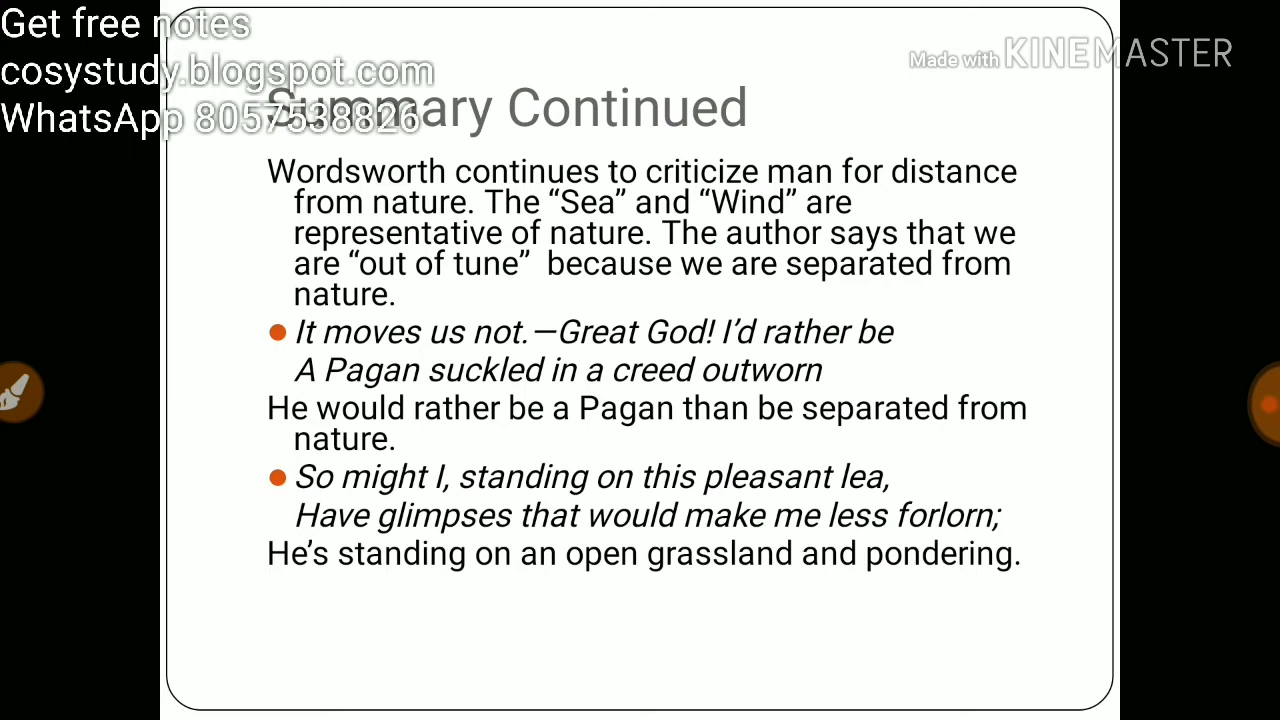 Get free notes
cosystudy.blogspot.com
WhatsApp 8057538826
Made with KINEMASTER
Summary Continued
Wordsworth continues to criticize man for distance
from nature. The “Sea” and “Wind” are
representative of nature. The author says that we
are “out of tune”  because we are separated from
nature.
It moves us not.—Great God! I’d rather be
A Pagan suckled in a creed outworn
He would rather be a Pagan than be separated from
nature.
So might I, standing on this pleasant lea,
Have glimpses that would make me less forlorn;
He’s standing on an open grassland and pondering.